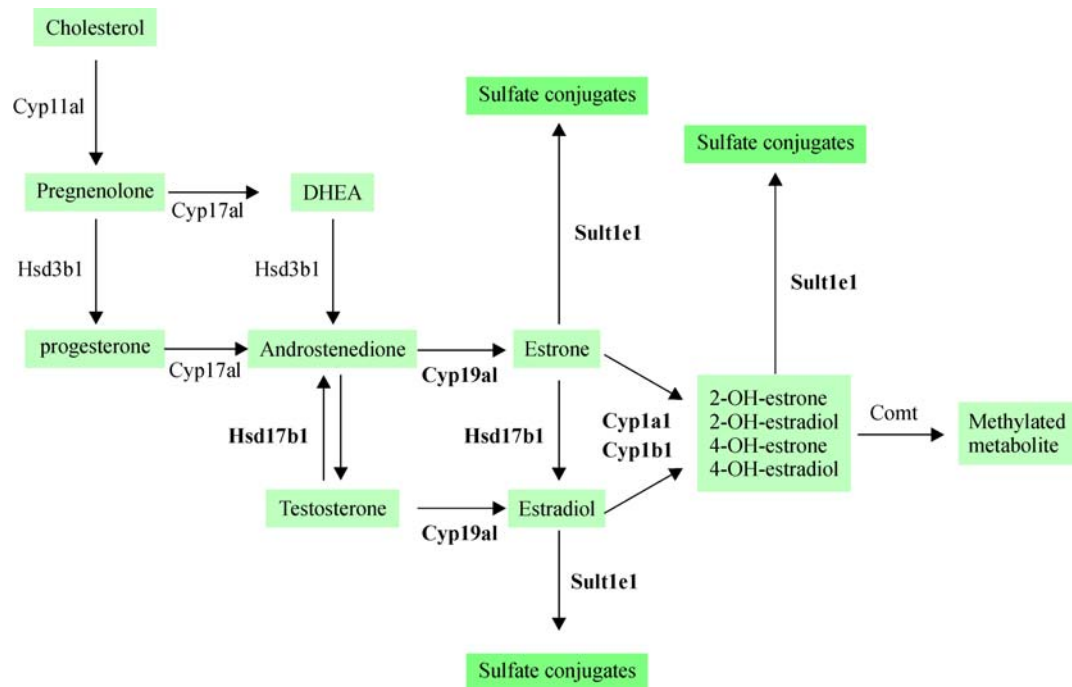 Cholesterol
Cyp11al
Sulfate conjugates
Sulfate conjugates
Pregnenolone
Cyp17al
DHEA
Sult1e1
Hsd3b1
Hsd3b1
Sult1e1
progesterone
Cyp17al
Androstenedione
Cyp19al
Estrone
Hsd17b1
Hsd17b1
Cyp1a1
Cyp1b1
2-OH-estrone
2-OH-estradiol
4-OH-estrone
4-OH-estradiol
Comt
Methylated
metabolite
Testosterone
Cyp19al
Estradiol
Sult1e1
Sulfate conjugates